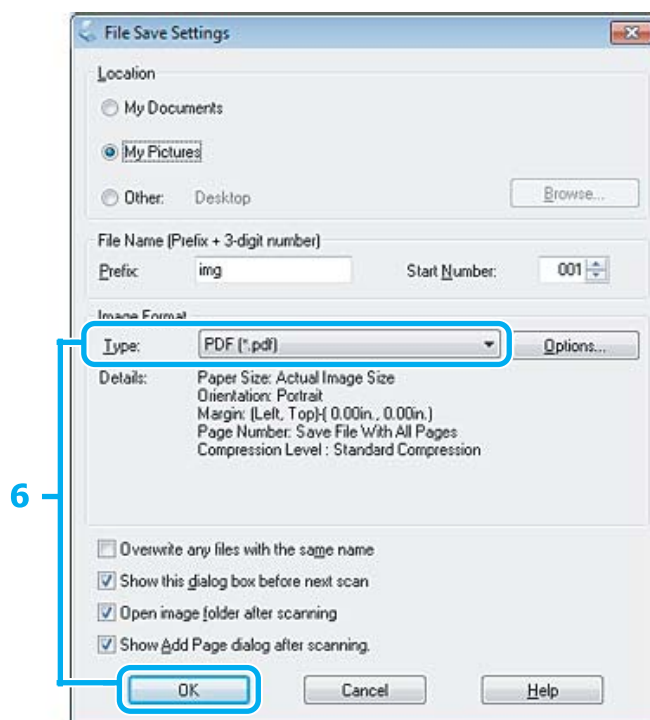 File Save Settings
Location
My Documents
My Pictures
Other: Desktop Browse...
File Name (Prefix + 3-digit number)
Prefix: img Start Number: 001
Image Format
Type: PDF (*.pdf) Options...
Details: Paper Size: Actual Image Size
Orientation: Portrait
Margin: (Left, Top)-( 0.00in., 0.00in.)
Page Number: Save File With All Pages
Compression Level : Standard Compression
6
Overwrite any files with the same name
Show this dialog box before next scan
Open image folder after scanning
Show Add Page dialog after scanning.
OK Cancel Help